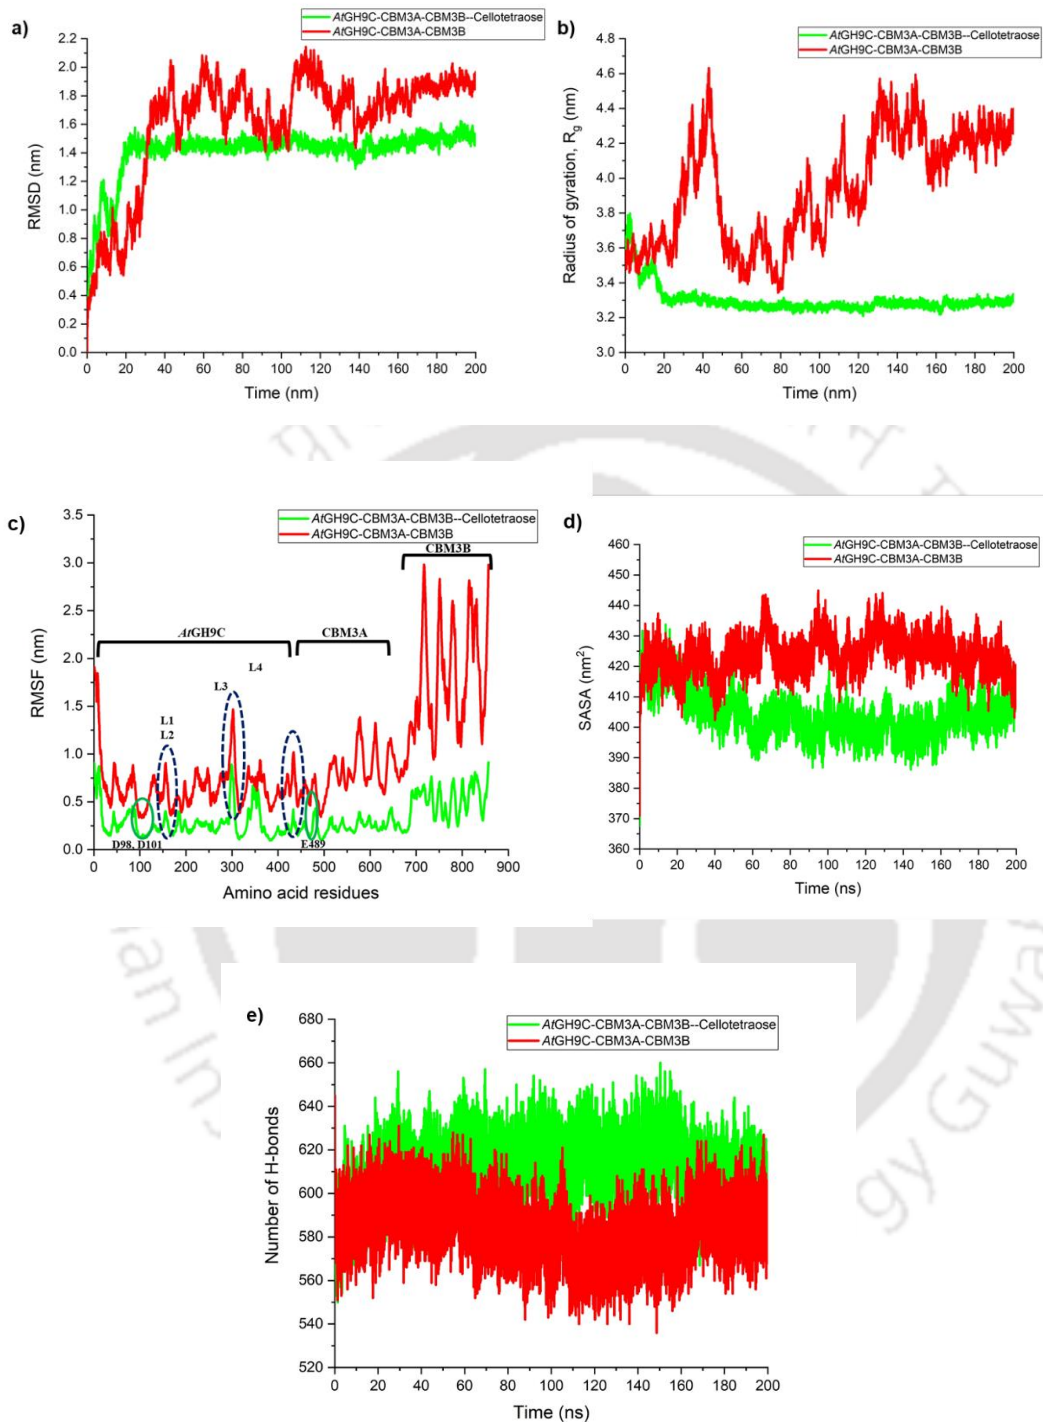 a)
AtGH9C-CBM3A-CBM3B--Cellotetraose
AtGH9C-CBM3A-CBM3B
2.2
2.0
1.8
1.6
1.4
1.2
1.0
0.8
0.6
0.4
0.2
0.0
RMSD (nm)
0 20 40 60 80 100 120 140 160 180 200
Time (nm)
b)
AtGH9C-CBM3A-CBM3B--Cellotetraose
AtGH9C-CBM3A-CBM3B
4.8
4.6
4.4
4.2
4.0
3.8
3.6
3.4
3.2
3.0
Radius of gyration, Rg (nm)
0 20 40 60 80 100 120 140 160 180 200
Time (nm)
c)
AtGH9C-CBM3A-CBM3B--Cellotetraose
AtGH9C-CBM3A-CBM3B
3.5
3.0
2.5
2.0
1.5
1.0
0.5
0.0
RMSF (nm)
CBM3B
AtGH9C
CBM3A
L4
L3
L1
L2
D98, D101
E489
0 100 200 300 400 500 600 700 800 900
Amino acid residues
d)
AtGH9C-CBM3A-CBM3B--Cellotetraose
AtGH9C-CBM3A-CBM3B
460
450
440
430
420
410
400
390
380
370
360
SASA (nm²)
0 20 40 60 80 100 120 140 160 180 200
Time (ns)
e)
AtGH9C-CBM3A-CBM3B--Cellotetraose
AtGH9C-CBM3A-CBM3B
680
660
640
620
600
580
560
540
520
Number of H-bonds
0 20 40 60 80 100 120 140 160 180 200
Time (ns)